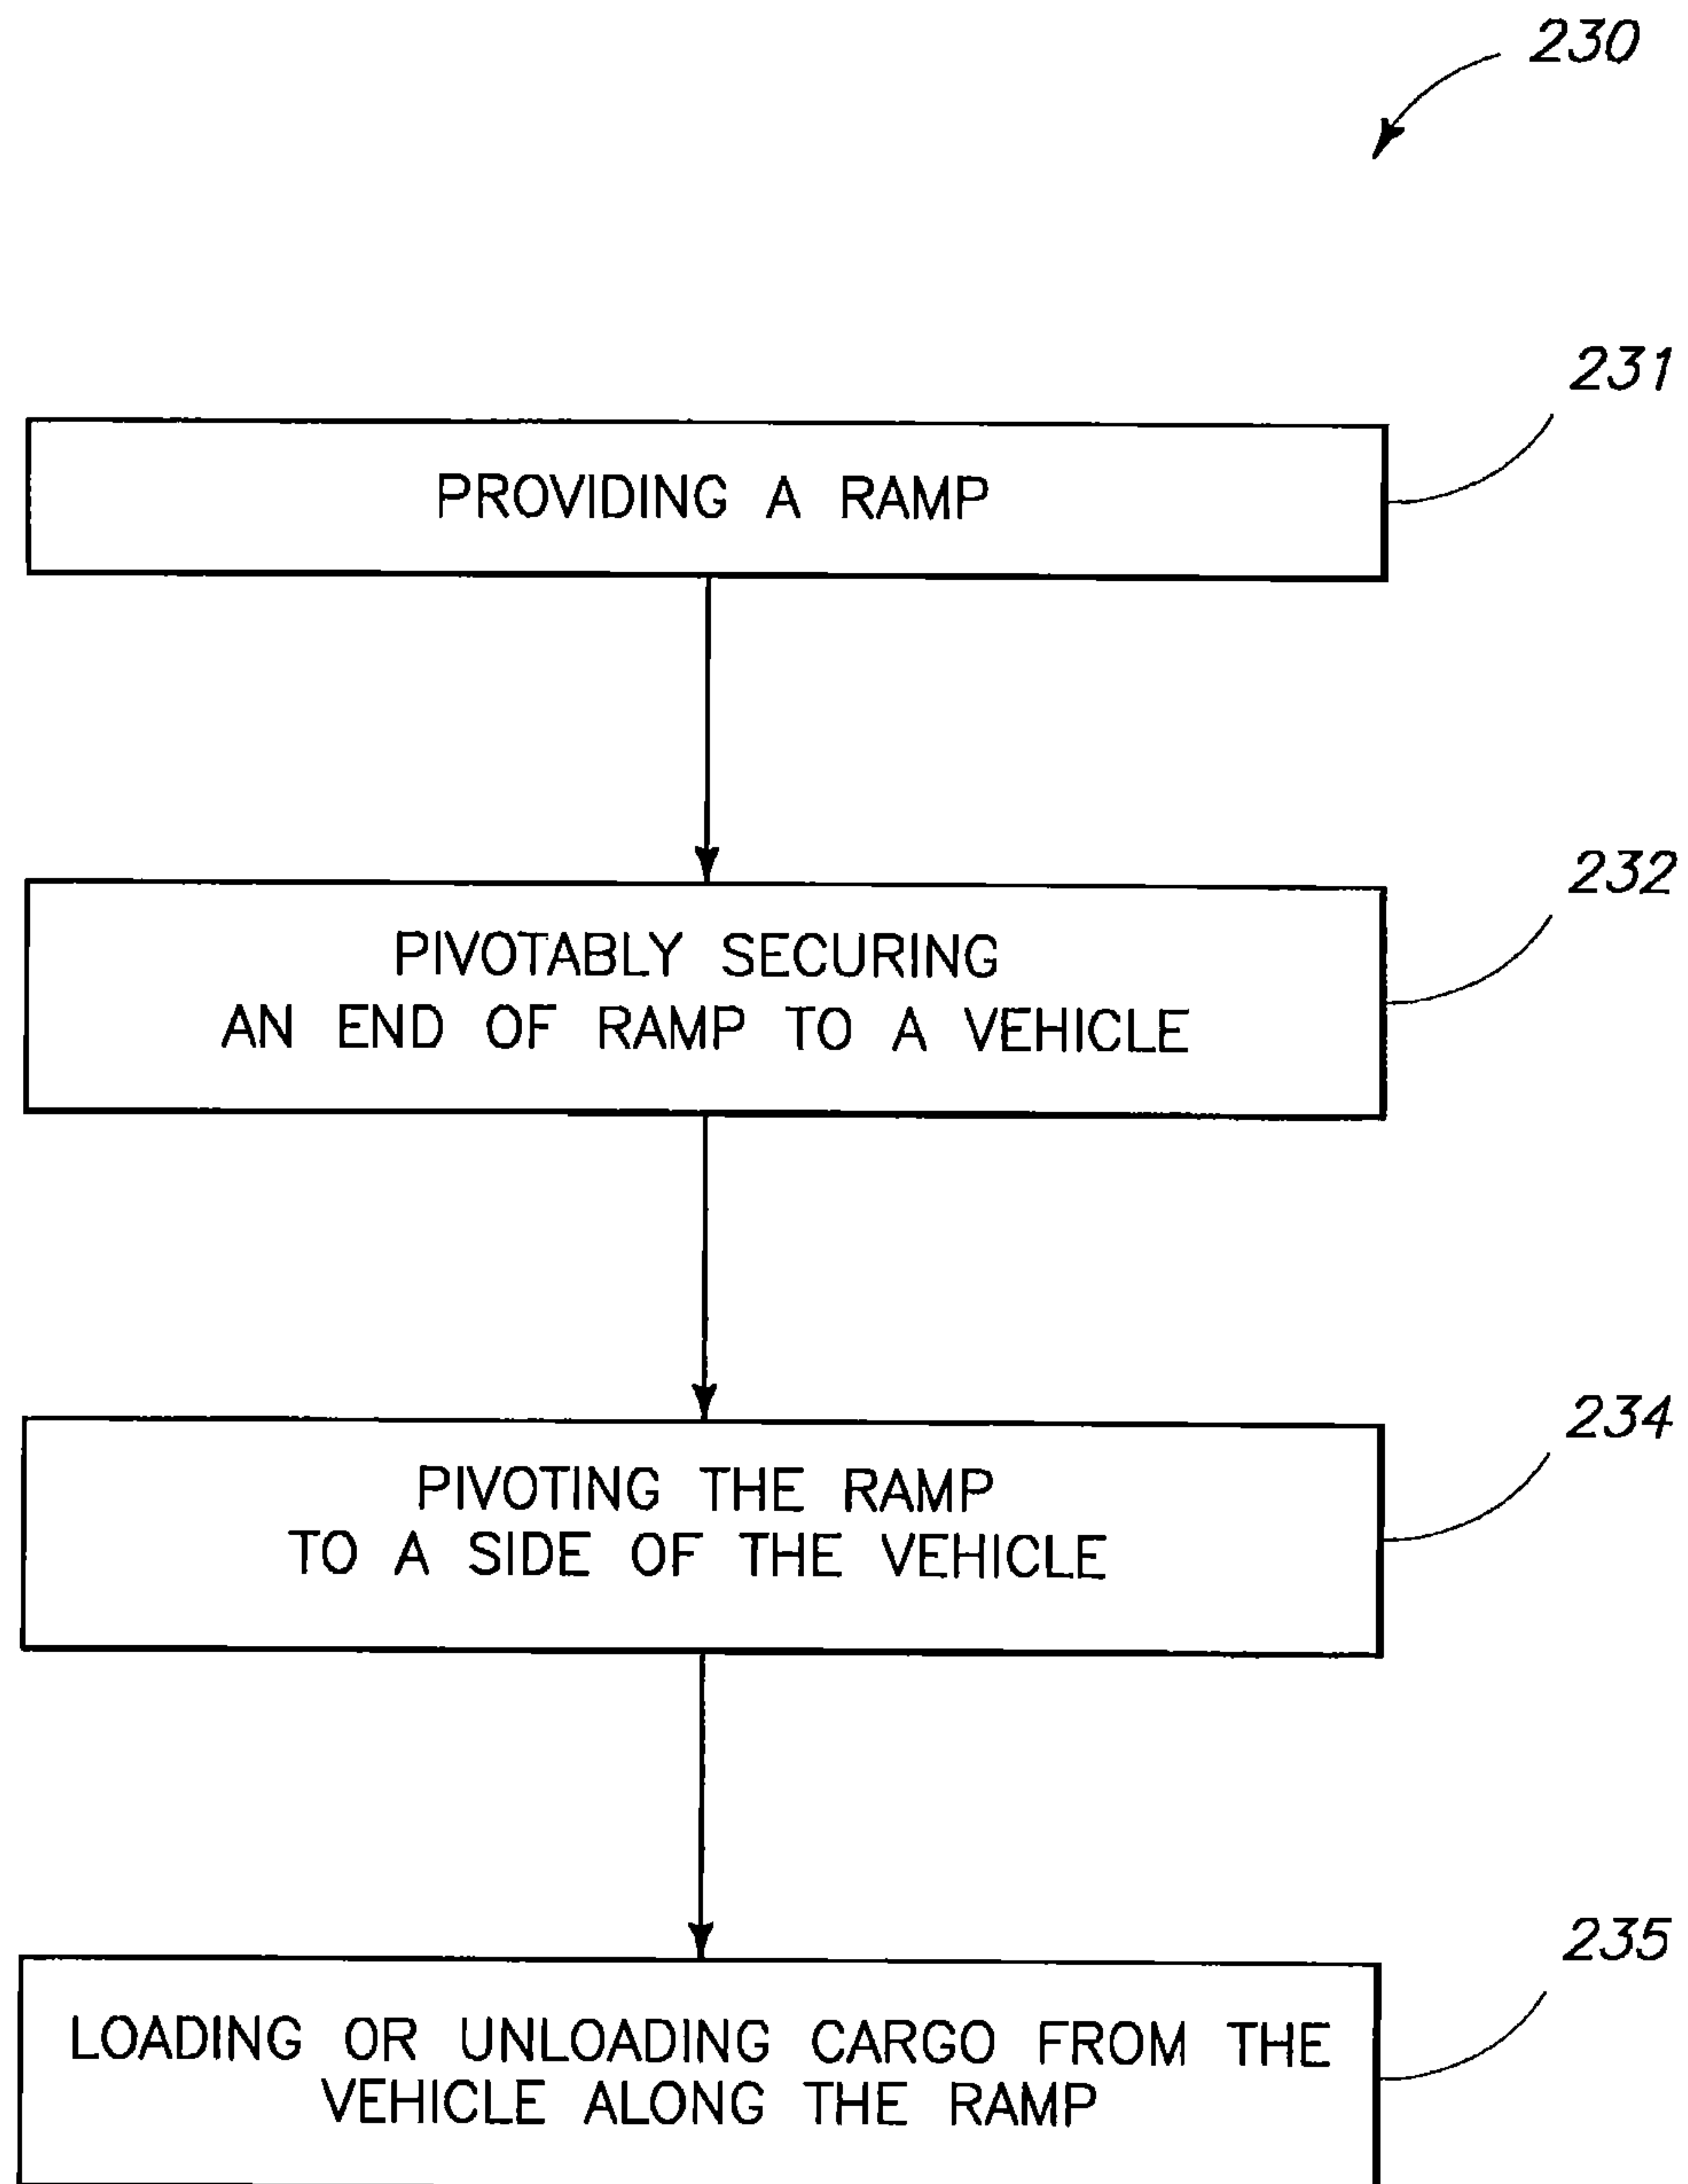 230
231
PROVIDING A RAMP
232
PIVOTABLY SECURING
AN END OF RAMP TO A VEHICLE
234
PIVOTING THE RAMP
TO A SIDE OF THE VEHICLE
235
LOADING OR UNLOADING CARGO FROM THE
VEHICLE ALONG THE RAMP